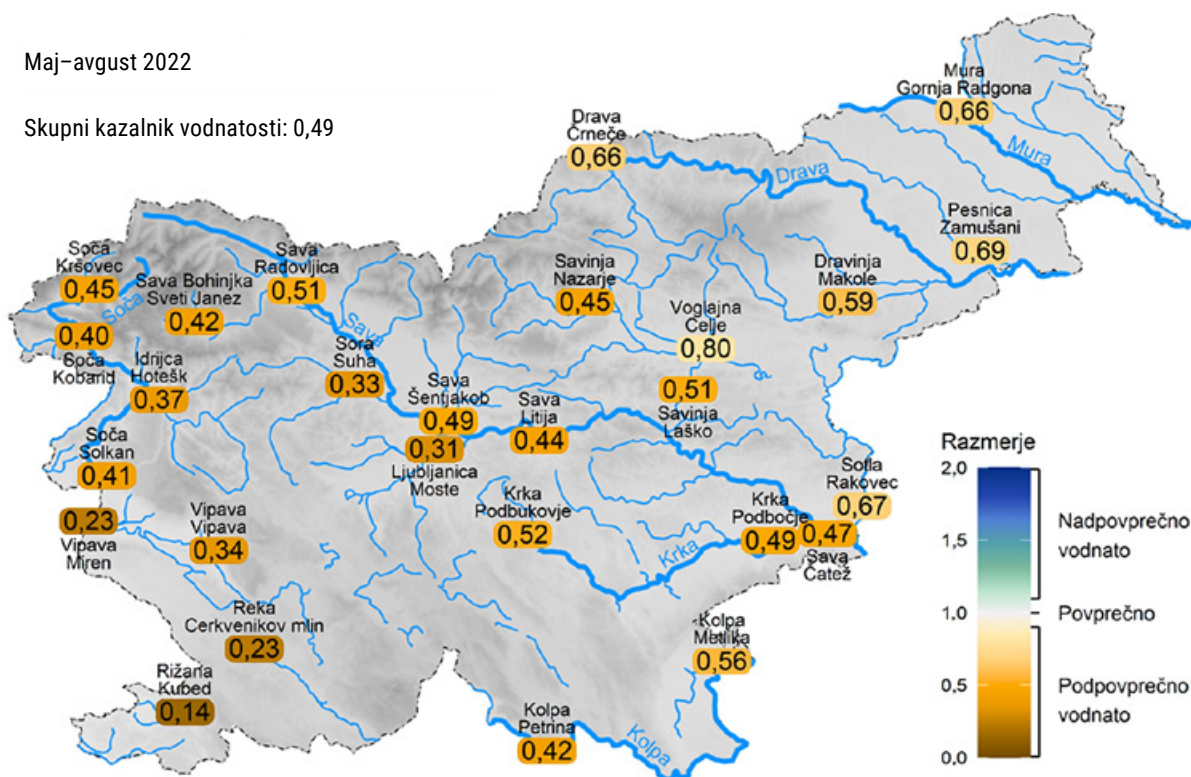 Maj–avgust 2022
Skupni kazalnik vodnatosti: 0,49
Mura
Gornja Radgona
0,66
Mura
Drava
Črneče
0,66
Drava
Pesnica
Zamušani
0,69
Soča
Kršovec
0,45
Soča
Sava Bohinjka
Sveti Janez
0,42
Sava
Radovljica
0,51
Sava
Savinja
Nazarje
0,45
Dravinja
Makole
0,59
Voglajna
Celje
0,80
0,40
Soča
Kobarid
Idrijca
Hotešk
0,37
Sora
Suha
0,33
Sava
Šentjakob
0,49
0,31
Ljubljanica
Moste
Sava
Litija
0,44
0,51
Savinja
Laško
Soča
Solkan
0,41
0,23
Vipava
Miren
Vipava
Vipava
0,34
Krka
Podbukovje
0,52
Krka
Krka
Podbočje
0,49
0,47
Sava
Čatež
Sotla
Rakovec
0,67
Reka
Cerkvenikov mlin
0,23
Rižana
Kubed
0,14
Kolpa
Metlika
0,56
Kolpa
Petrina
0,42
Kolpa
Razmerje
2,0
1,5
1,0
0,5
0,0
Nadpovprečno
vodnato
Povprečno
Podpovprečno
vodnato